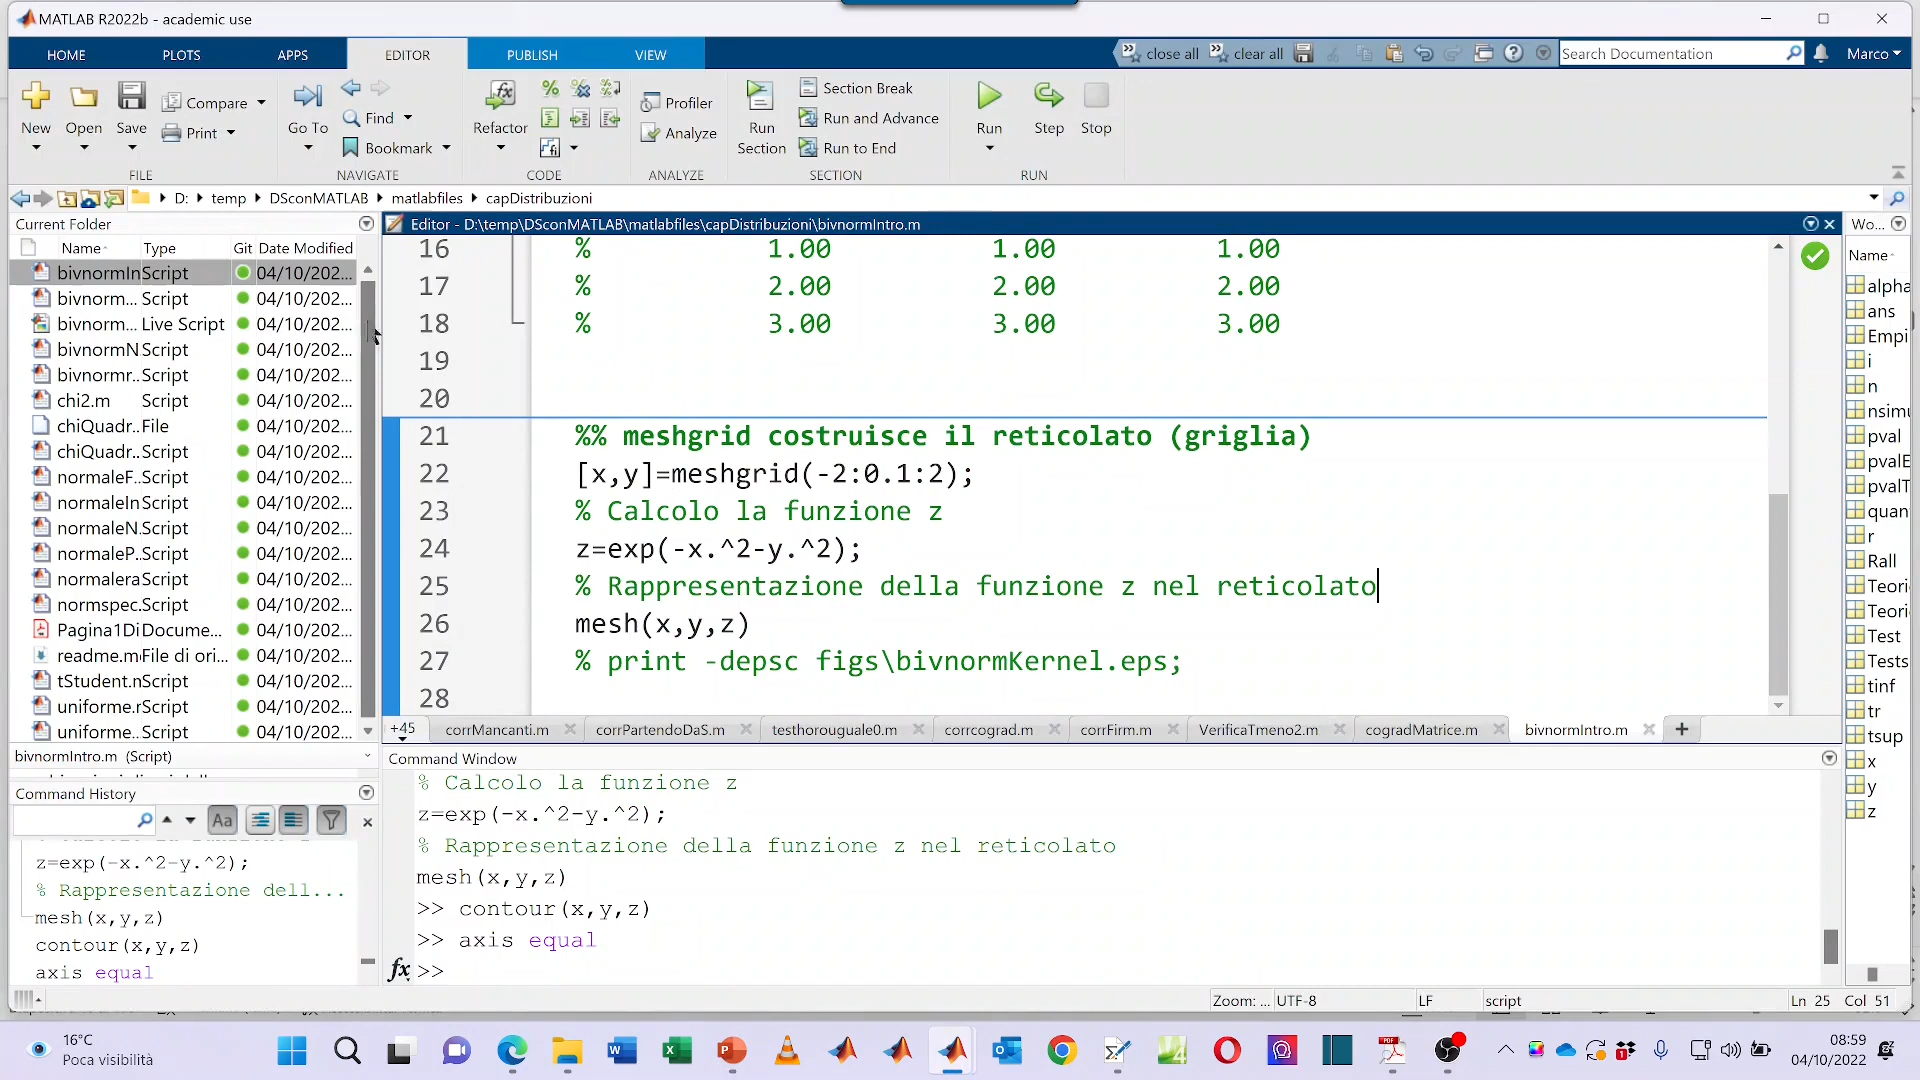 MATLAB R2022b - academic use
HOME PLOTS APPS EDITOR PUBLISH VIEW close all clear all Search Documentation Marco
New Open Save Compare Print Go To Find Bookmark Refactor Profiler Analyze Run Section Section Break Run and Advance Run to End Run Step Stop
FILE NAVIGATE CODE ANALYZE SECTION RUN
D: temp DSconMATLAB matlabfiles capDistribuzioni
Current Folder
Name Type Git Date Modified
bivnormIn Script 04/10/202...
bivnorm... Script 04/10/202...
bivnorm... Live Script 04/10/202...
bivnormN Script 04/10/202...
bivnormr.. Script 04/10/202...
chi2.m Script 04/10/202...
chiQuadr.. File 04/10/202...
chiQuadr.. Script 04/10/202...
normaleF.. Script 04/10/202...
normaleIn Script 04/10/202...
normaleN. Script 04/10/202...
normaleP.. Script 04/10/202...
normalera Script 04/10/202...
normspec. Script 04/10/202...
Pagina1Di Docume... 04/10/202...
readme.m File di ori... 04/10/202...
tStudent.n Script 04/10/202...
uniforme.r Script 04/10/202...
uniforme.. Script 04/10/202...
bivnormIntro.m (Script)
Command History
Aa
z=exp(-x.^2-y.^2);
% Rappresentazione dell...
mesh(x,y,z)
contour(x,y,z)
axis equal
Editor - D:\temp\DSconMATLAB\matlabfiles\capDistribuzioni\bivnormIntro.m
16 % 1.00 1.00 1.00
17 % 2.00 2.00 2.00
18 % 3.00 3.00 3.00
19
20
21 %% meshgrid costruisce il reticolato (griglia)
22 [x,y]=meshgrid(-2:0.1:2);
23 % Calcolo la funzione z
24 z=exp(-x.^2-y.^2);
25 % Rappresentazione della funzione z nel reticolato
26 mesh(x,y,z)
27 % print -depsc figs\bivnormKernel.eps;
28
+45 corrMancanti.m corrPartendoDaS.m testhorouguale0.m corrcograd.m corrFirm.m VerificaTmeno2.m cogradMatrice.m bivnormIntro.m +
Command Window
% Calcolo la funzione z
z=exp(-x.^2-y.^2);
% Rappresentazione della funzione z nel reticolato
mesh(x,y,z)
>> contour(x,y,z)
>> axis equal
fx >>
Wo...
Name
alpha
ans
Empi
i
n
nsimu
pval
pvalE
pvalT
quan
r
Rall
Teori
Teori
Test
Tests
tinf
tr
tsup
x
y
z
Zoom: ... UTF-8 LF script Ln 25 Col 51
16°C
Poca visibilità
08:59
04/10/2022